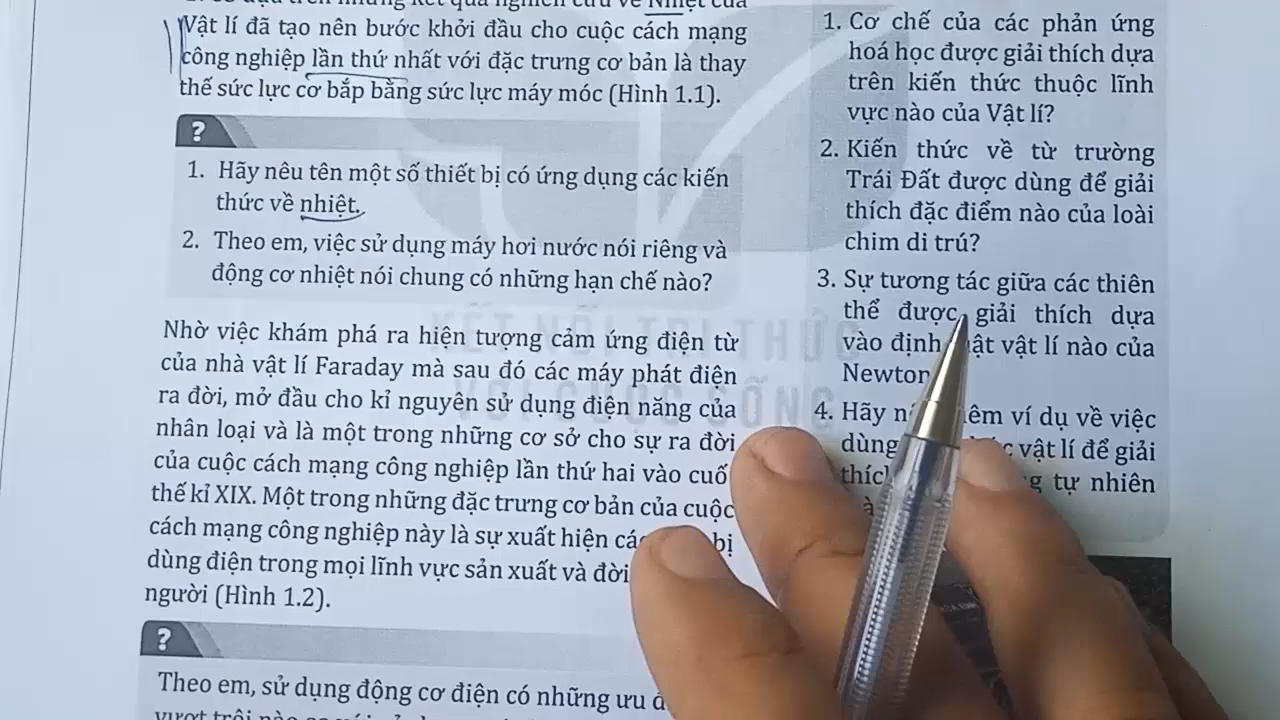 Vật lí đã tạo nên bước khởi đầu cho cuộc cách mạng
công nghiệp lần thứ nhất với đặc trưng cơ bản là thay
thế sức lực cơ bắp bằng sức lực máy móc (Hình 1.1).
?
1. Hãy nêu tên một số thiết bị có ứng dụng các kiến
thức về nhiệt.
2. Theo em, việc sử dụng máy hơi nước nói riêng và
động cơ nhiệt nói chung có những hạn chế nào?
Nhờ việc khám phá ra hiện tượng cảm ứng điện từ
của nhà vật lí Faraday mà sau đó các máy phát điện
ra đời, mở đầu cho kỉ nguyên sử dụng điện năng của
nhân loại và là một trong những cơ sở cho sự ra đời
của cuộc cách mạng công nghiệp lần thứ hai vào
thế kỉ XIX. Một trong những đặc trưng cơ bản của cuộc
cách mạng công nghiệp này là sự xuất hiện bị
dùng điện trong mọi lĩnh vực sản xuất và đời
người (Hình 1.2).
?
Theo em, sử dụng động cơ điện có những ưu
1. Cơ chế của các phản ứng
hoá học được giải thích dựa
trên kiến thức thuộc lĩnh
vực nào của Vật lí?
2. Kiến thức về từ trường
Trái Đất được dùng để giải
thích đặc điểm nào của loài
chim di trú?
3. Sự tương tác giữa các thiên
thể được giải thích dựa
vào định vật lí nào của
Newton
4. Hãy ví dụ về việc
dùng vật lí để giải
tự nhiên
KẾT NỐI TRI THỨC
VỚI CUỘC SỐNG